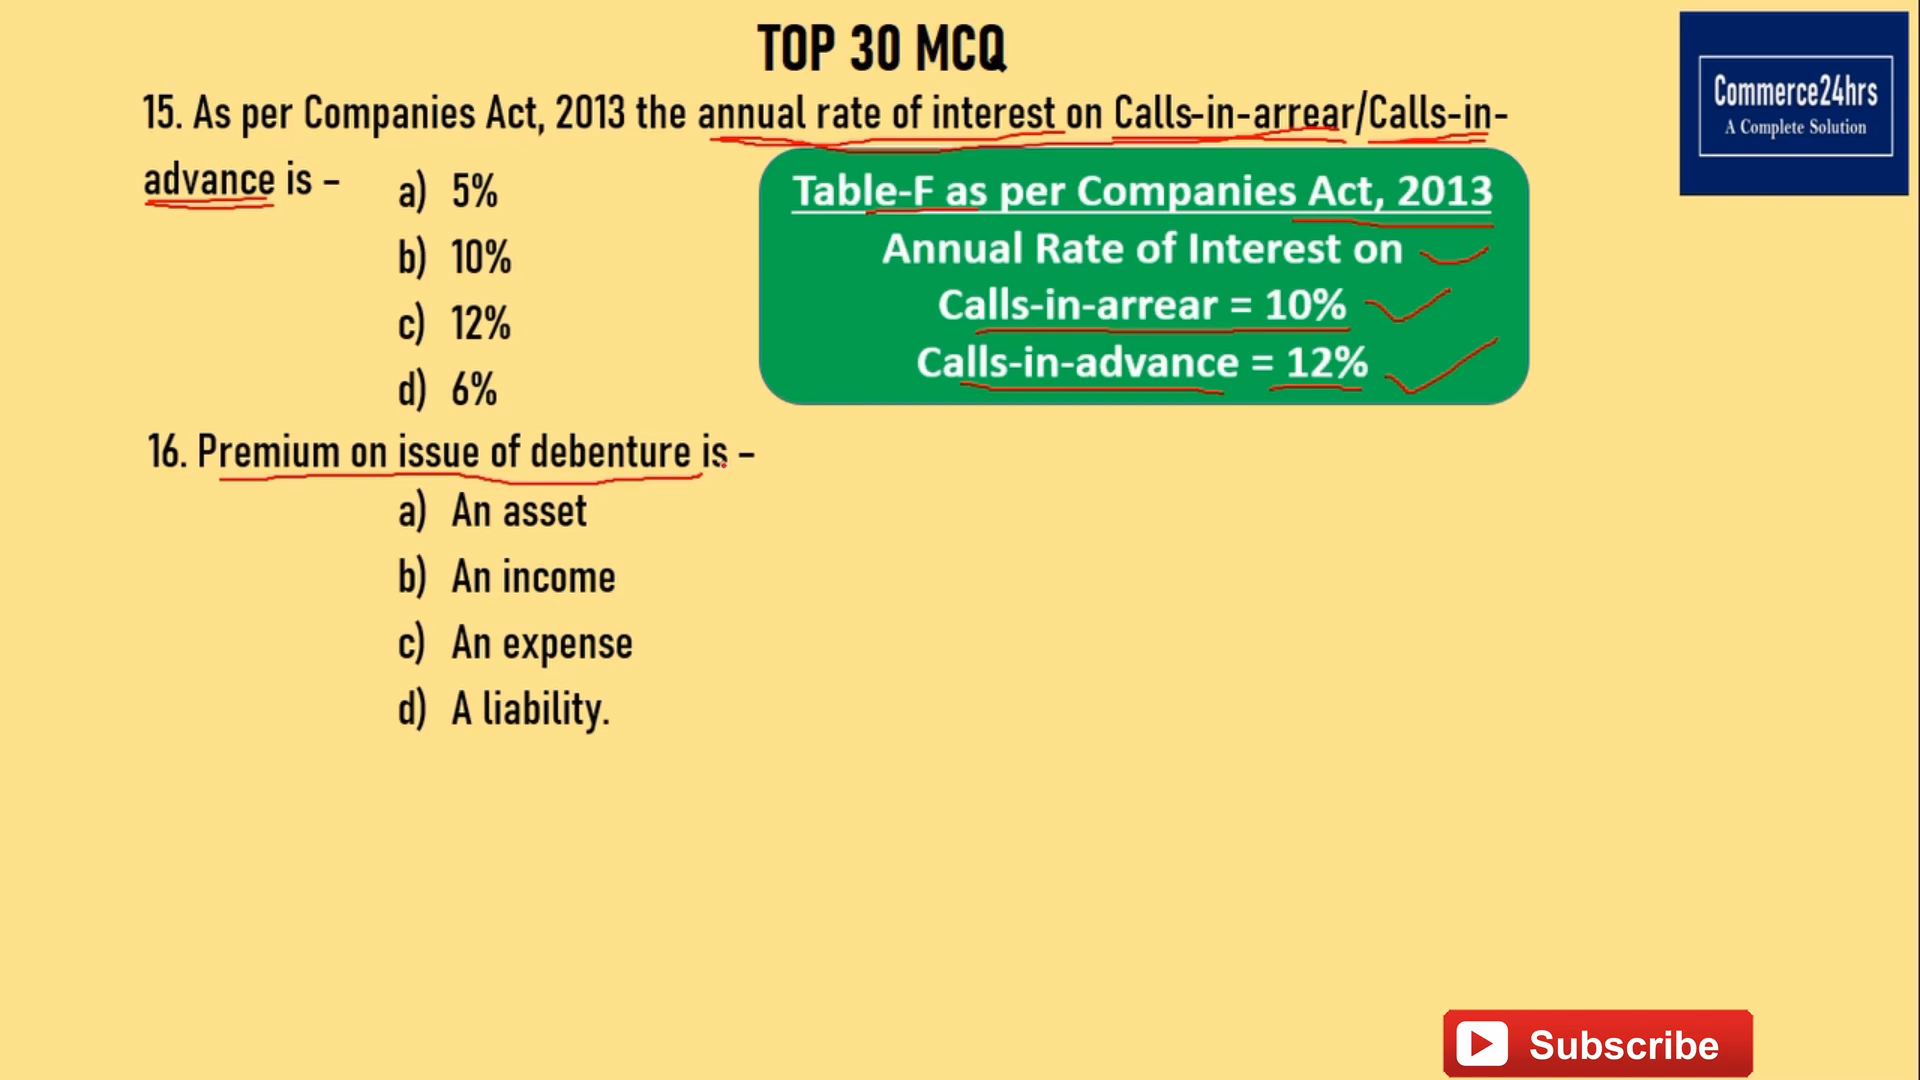 TOP 30 MCQ
Commerce24hrs
A Complete Solution
15. As per Companies Act, 2013 the annual rate of interest on Calls-in-arrear/Calls-in-
advance is –
a) 5%
b) 10%
c) 12%
d) 6%
Table-F as per Companies Act, 2013
Annual Rate of Interest on
Calls-in-arrear = 10%
Calls-in-advance = 12%
16. Premium on issue of debenture is –
a) An asset
b) An income
c) An expense
d) A liability.
Subscribe